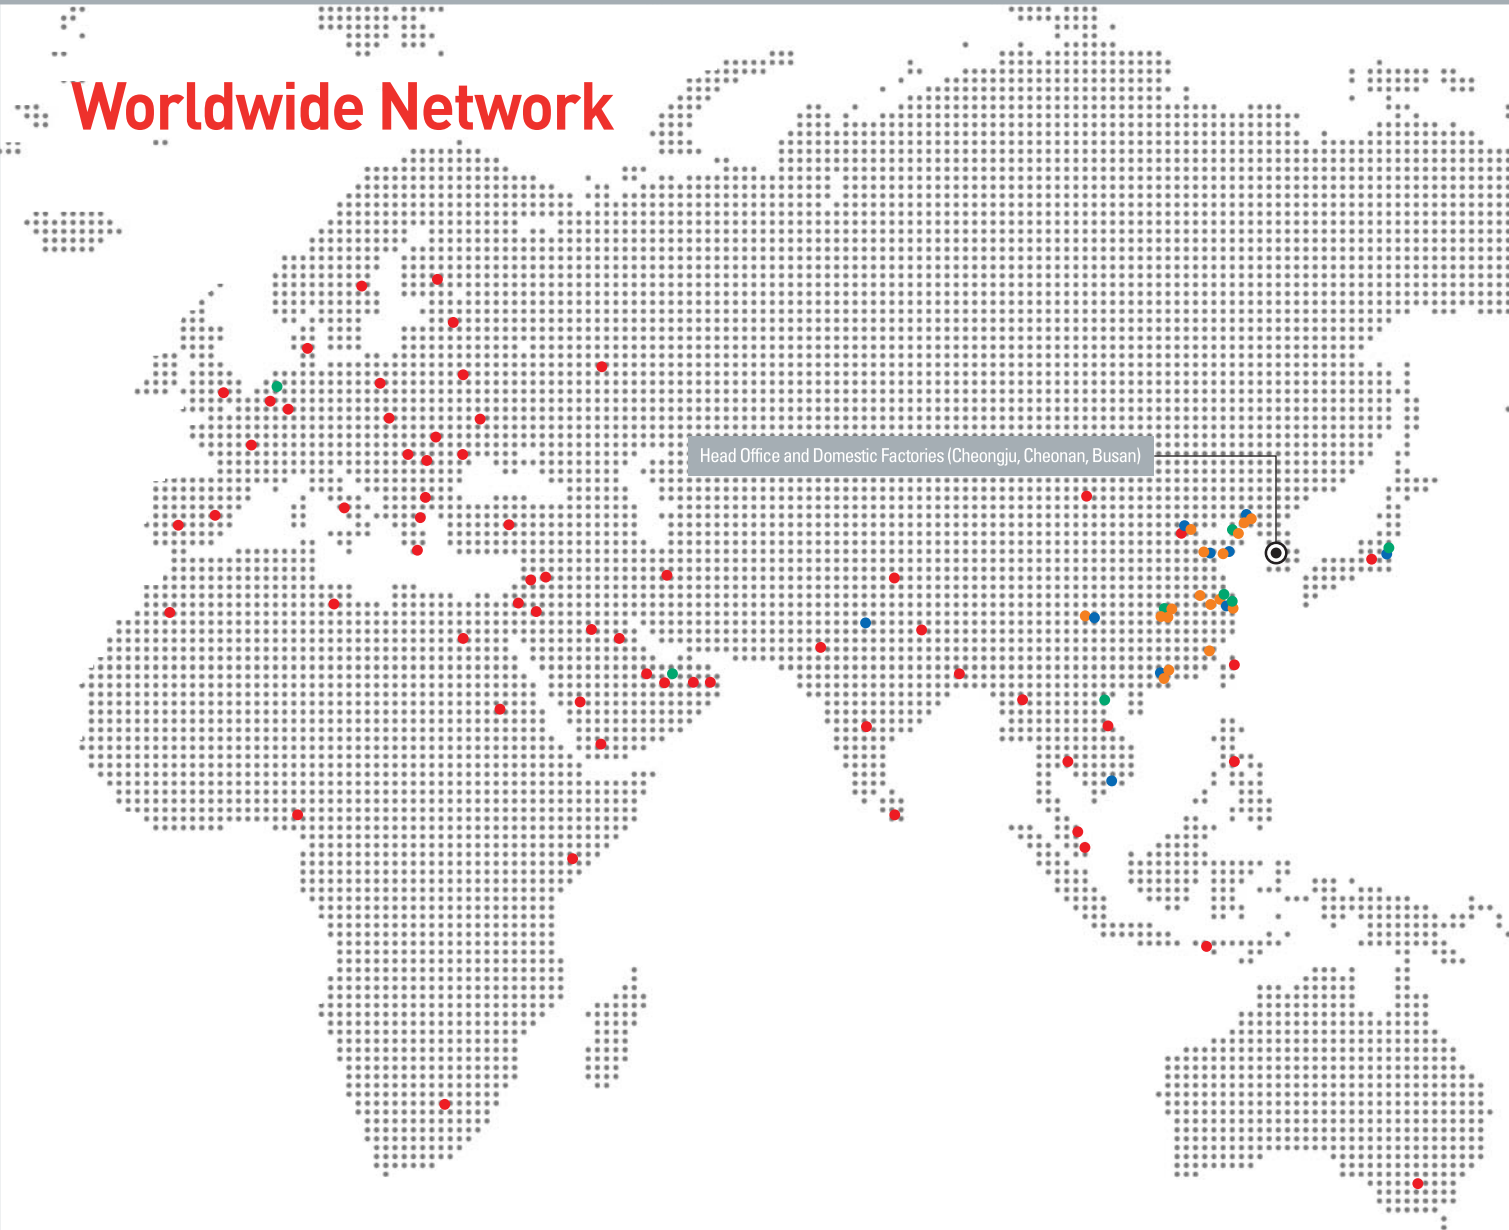 Worldwide Network
Head Office and Domestic Factories (Cheongju, Cheonan, Busan)